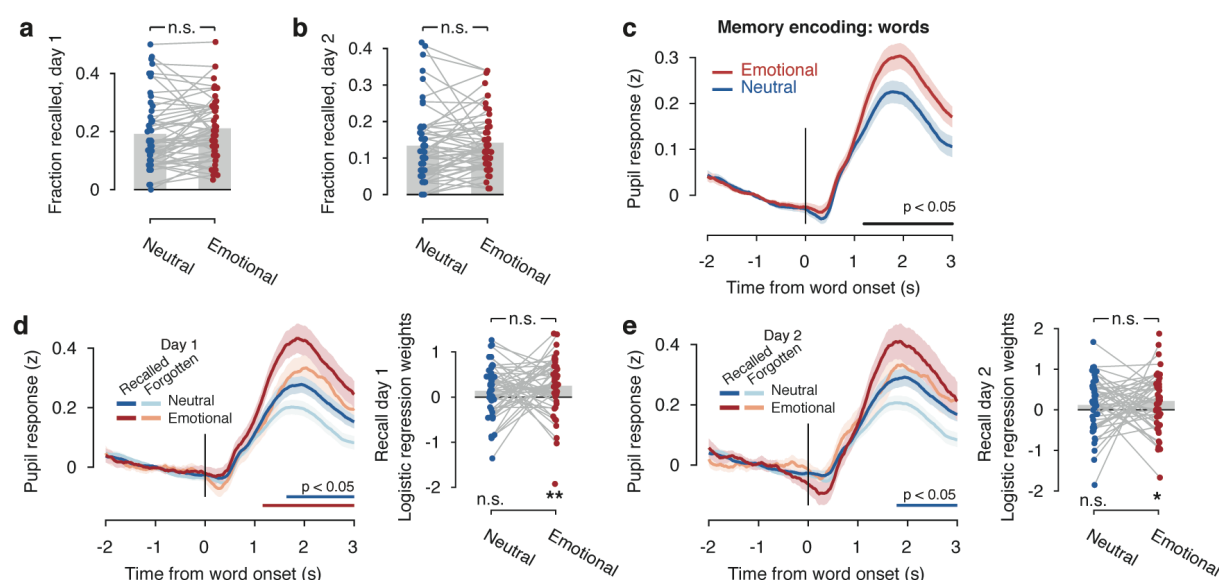 a
n.s.
Fraction recalled, day 1
0.4
0.2
0
Neutral
Emotional
b
n.s.
Fraction recalled, day 2
0.4
0.3
0.2
0.1
0
Neutral
Emotional
c
Memory encoding: words
Emotional
Neutral
Pupil response (z)
0.3
0.2
0.1
0
p < 0.05
-2 -1 0 1 2 3
Time from word onset (s)
d
Day 1
Recalled
Forgotten
Neutral
Emotional
Pupil response (z)
0.4
0.2
0
p < 0.05
-2 -1 0 1 2 3
Time from word onset (s)
n.s.
Recall day 1
Logistic regression weights
1
0
-1
-2
n.s.
**
Neutral
Emotional
e
Day 2
Recalled
Forgotten
Neutral
Emotional
Pupil response (z)
0.4
0.2
0
p < 0.05
-2 -1 0 1 2 3
Time from word onset (s)
n.s.
Recall day 2
Logistic regression weights
2
1
0
-1
-2
n.s.
*
Neutral
Emotional